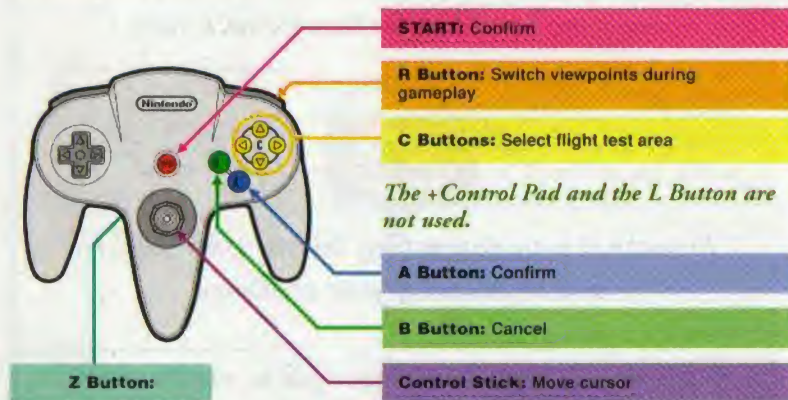 START: Confirm
R Button: Switch viewpoints during
gameplay
C Buttons: Select flight test area
The +Control Pad and the L Button are
not used.
A Button: Confirm
B Button: Cancel
Control Stick: Move cursor
Z Button:
Nintendo
C